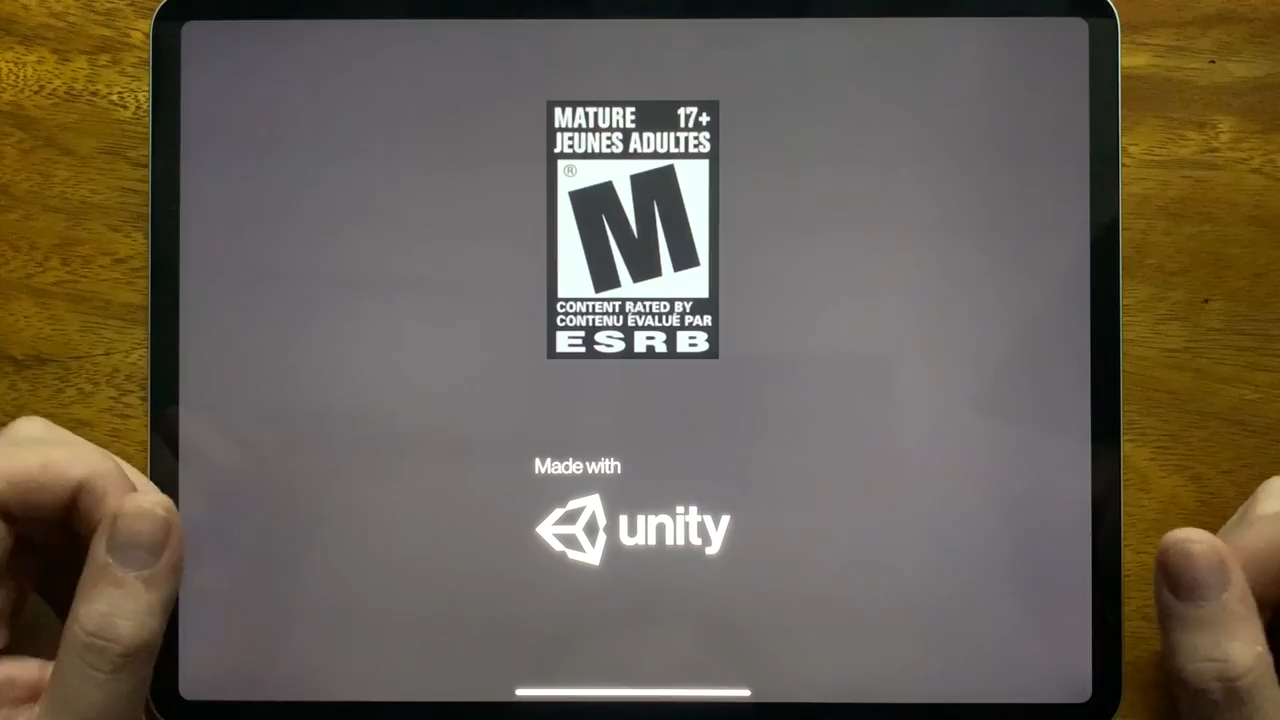 MATURE 17+
JEUNES ADULTES
®
M
CONTENT RATED BY
CONTENU ÉVALUÉ PAR
ESRB
Made with
unity